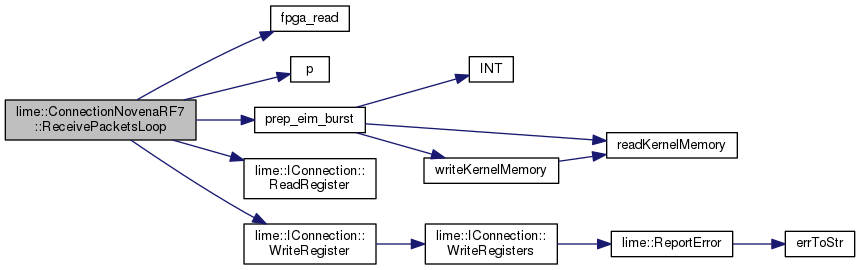 fpga_read
p
INT
lime::ConnectionNovenaRF7
::ReceivePacketsLoop
prep_eim_burst
readKernelMemory
writeKernelMemory
lime::IConnection::
ReadRegister
lime::IConnection::
WriteRegister
lime::IConnection::
WriteRegisters
lime::ReportError
errToStr